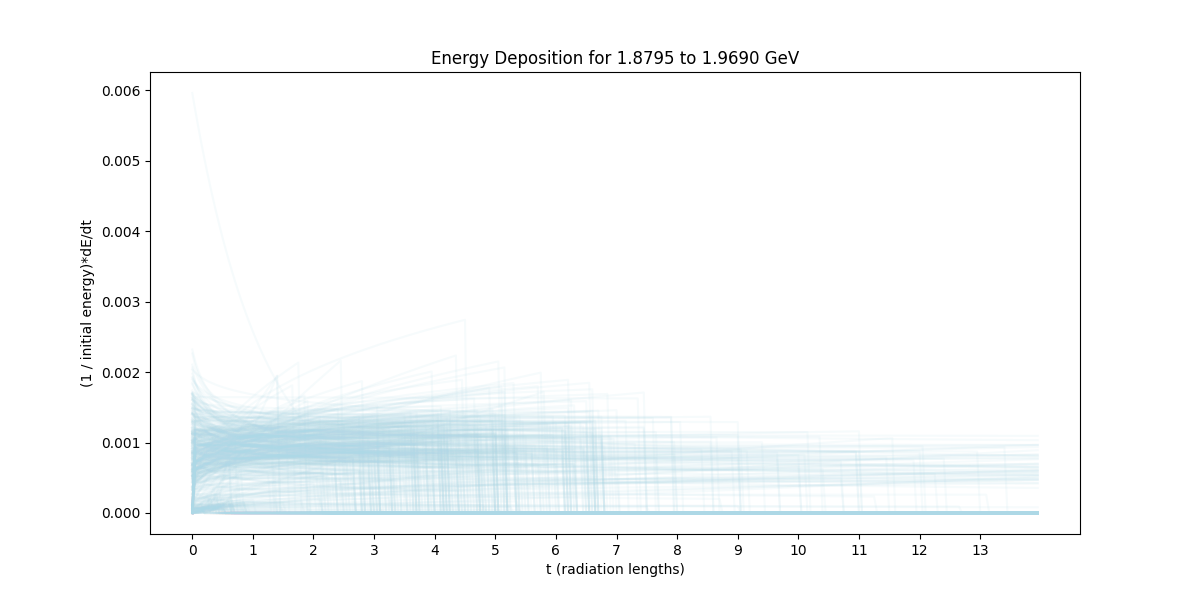 Energy Deposition for 1.8795 to 1.9690 GeV
(1 / initial energy)*dE/dt
0.006
0.005
0.004
0.003
0.002
0.001
0.000
0 1 2 3 4 5 6 7 8 9 10 11 12 13
t (radiation lengths)